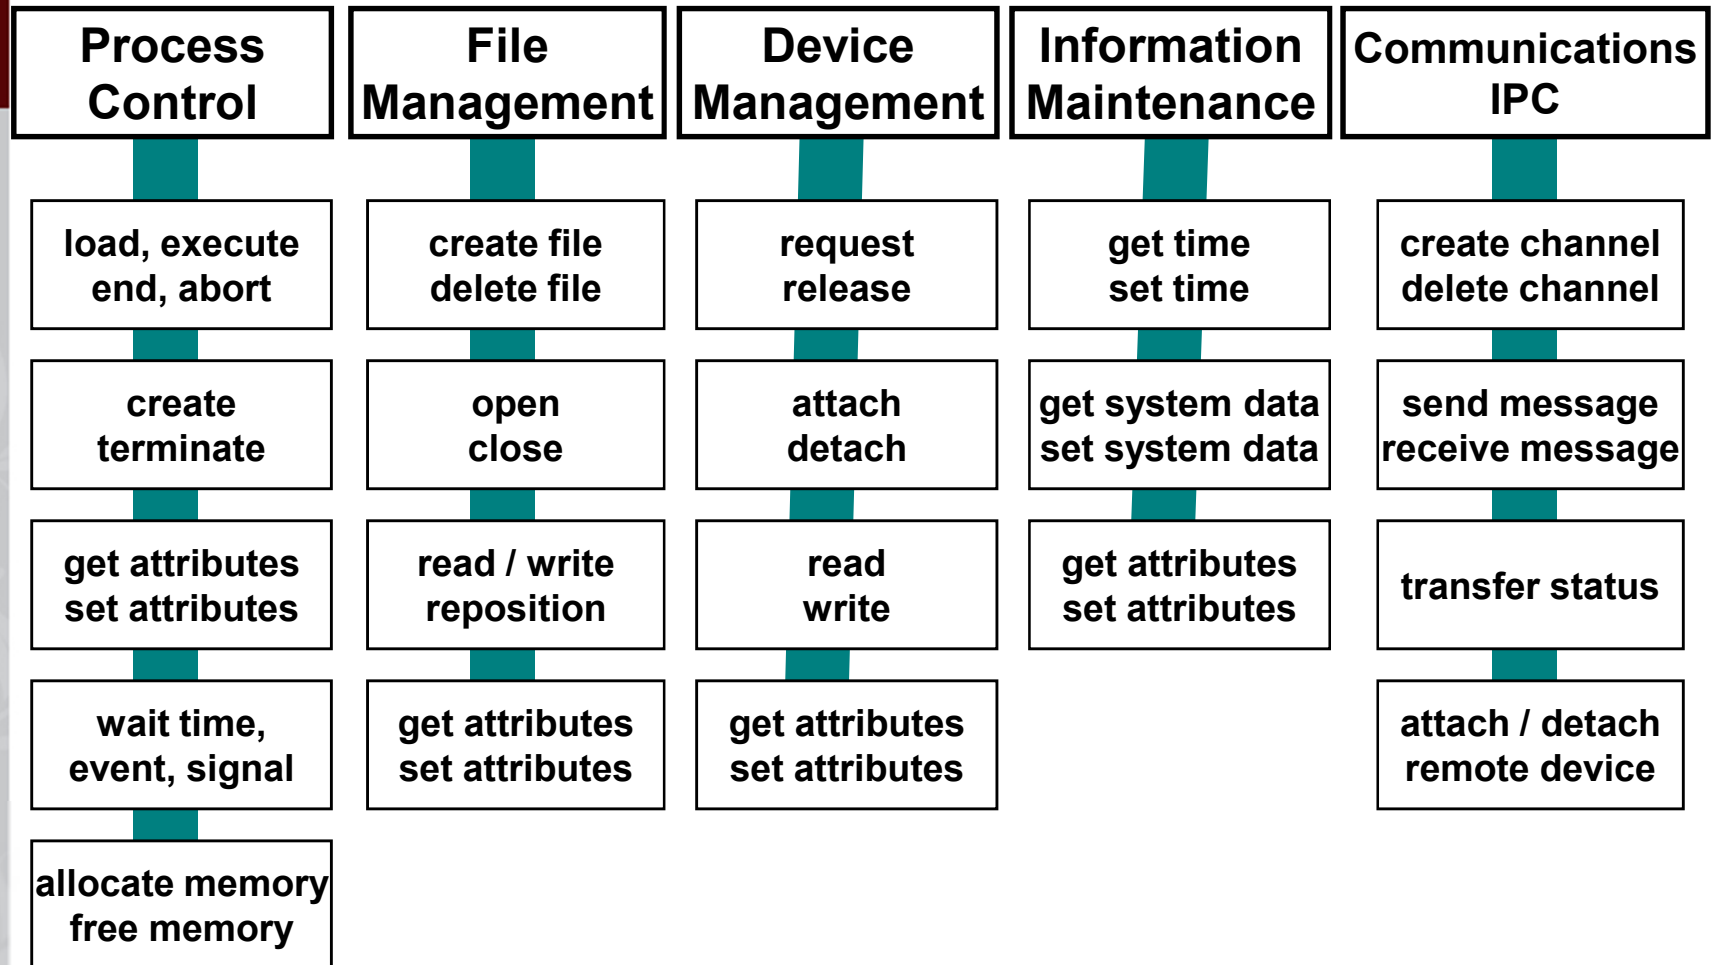 Process
Control
load, execute
end, abort
create
terminate
get attributes
set attributes
wait time,
event, signal
allocate memory
free memory
File
Management
create file
delete file
open
close
read / write
reposition
get attributes
set attributes
Device
Management
request
release
attach
detach
read
write
get attributes
set attributes
Information
Maintenance
get time
set time
get system data
set system data
get attributes
set attributes
Communications
IPC
create channel
delete channel
send message
receive message
transfer status
attach / detach
remote device